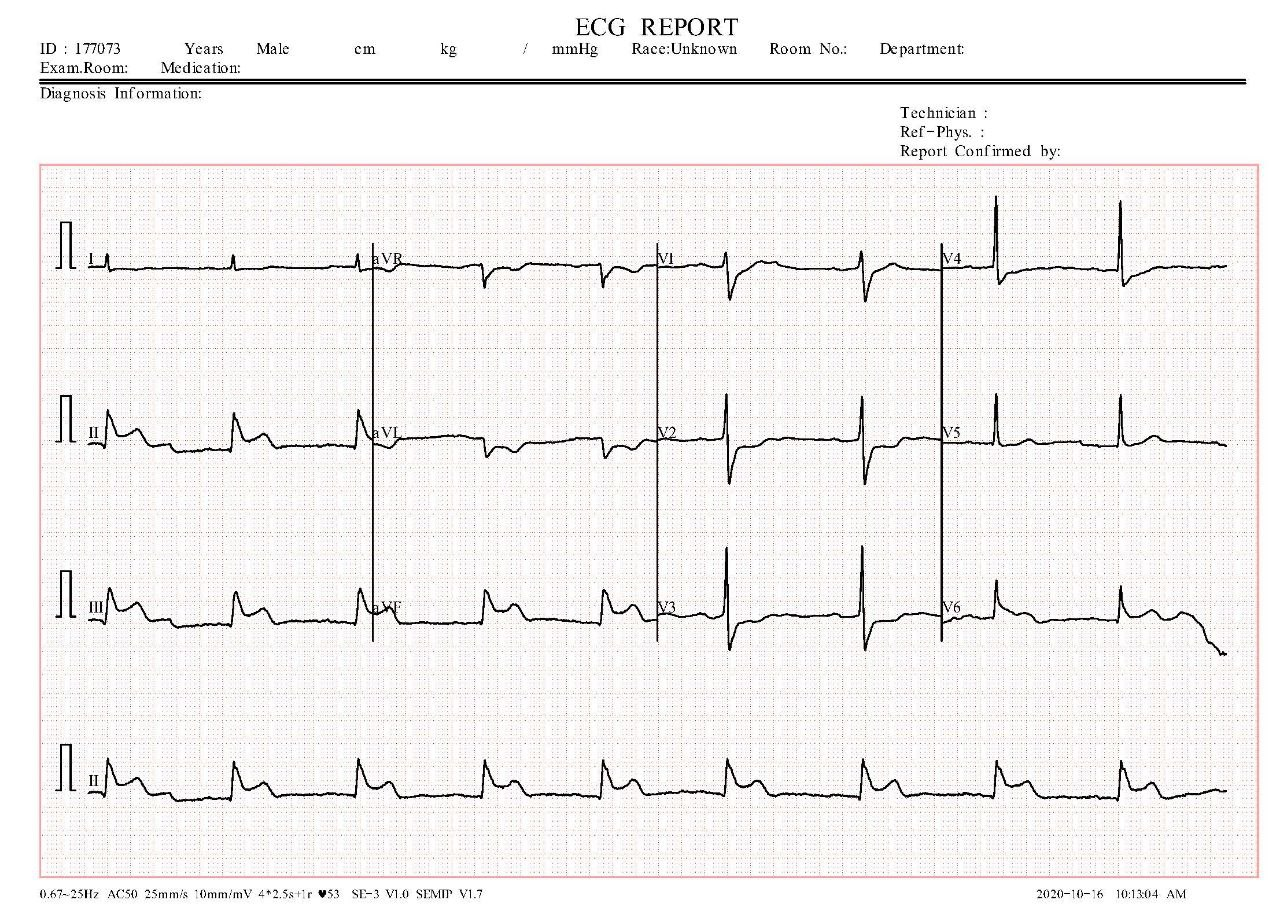 ECG REPORT
ID : 177073 Years Male cm kg / mmHg Race:Unknown Room No.: Department:
Exam.Room: Medication:
Diagnosis Information:
Technician :
Ref-Phys. :
Report Confirmed by:
I aVR V1 V4
II aVL V2 V5
III aVF V3 V6
II
0.67~25Hz AC50 25mm/s 10mm/mV 4*2.5s+1r ♥53 SE-3 V1.0 SEMIP V1.7 2020-10-16 10:13:04 AM